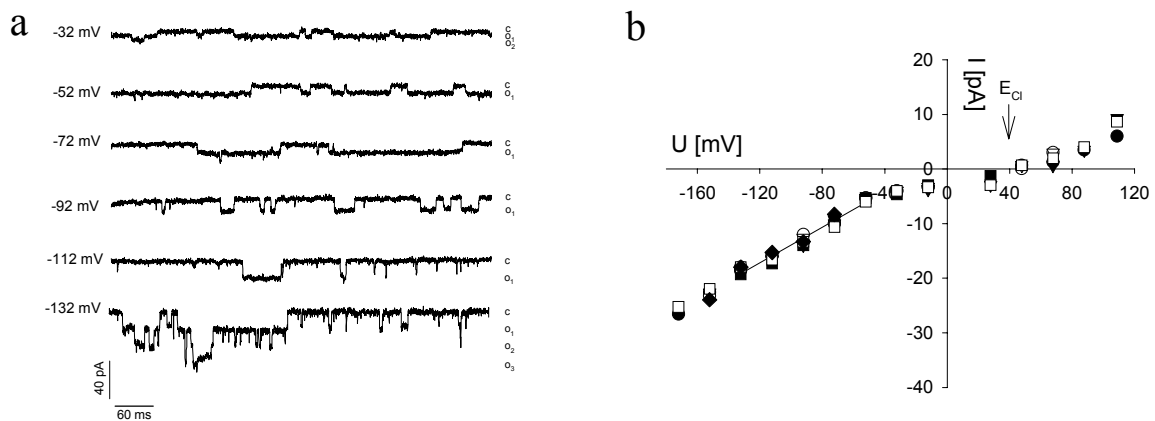 a
-32 mV
c
o1
o2
-52 mV
c
o1
-72 mV
c
o1
-92 mV
c
o1
-112 mV
c
o1
-132 mV
c
o1
o2
o3
40 pA
60 ms
b
20
I [pA]
ECl
10
U [mV]
0
-160 -120 -80 -40 0 40 80 120
-10
-20
-30
-40